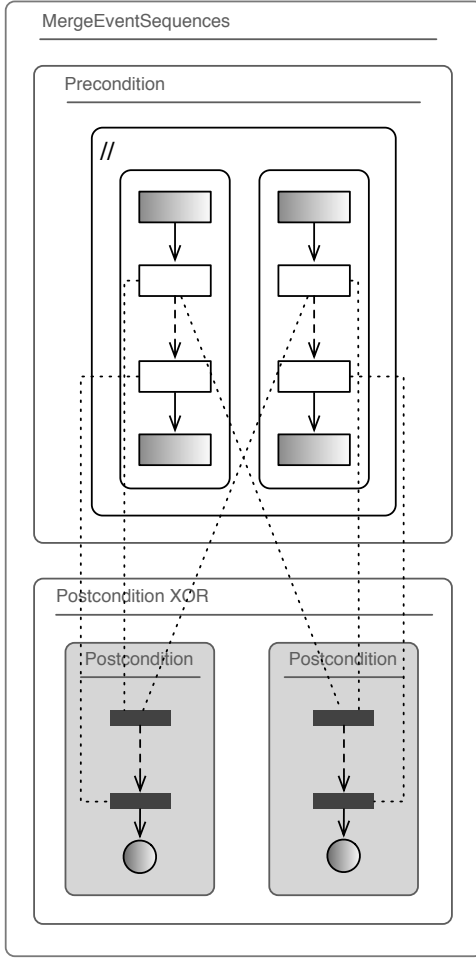 MergeEventSequences
Precondition
//
Postcondition XOR
Postcondition
Postcondition